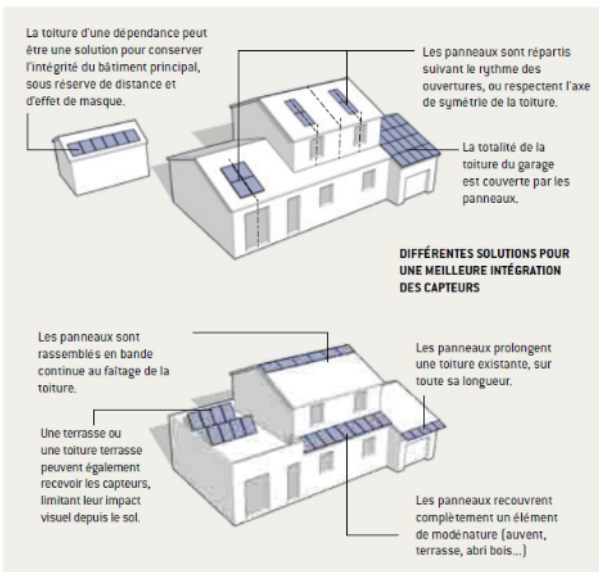 La toiture d'une dépendance peut
être une solution pour conserver
l'intégrité du bâtiment principal,
sous réserve de distance et
d'effet de masque.
Les panneaux sont répartis
suivant le rythme des
ouvertures, ou respectent l'axe
de symétrie de la toiture.
La totalité de la
toiture du garage
est couverte par les
panneaux.
DIFFÉRENTES SOLUTIONS POUR
UNE MEILLEURE INTÉGRATION
DES CAPTEURS
Les panneaux sont
rassemblés en bande
continue au faîtage de la
toiture.
Les panneaux prolongent
une toiture existante, sur
toute sa longueur.
Une terrasse ou
une toiture terrasse
peuvent également
recevoir les capteurs,
limitant leur impact
visuel depuis le sol.
Les panneaux recouvrent
complètement un élément
de modénature (auvent,
terrasse, abri bois...)